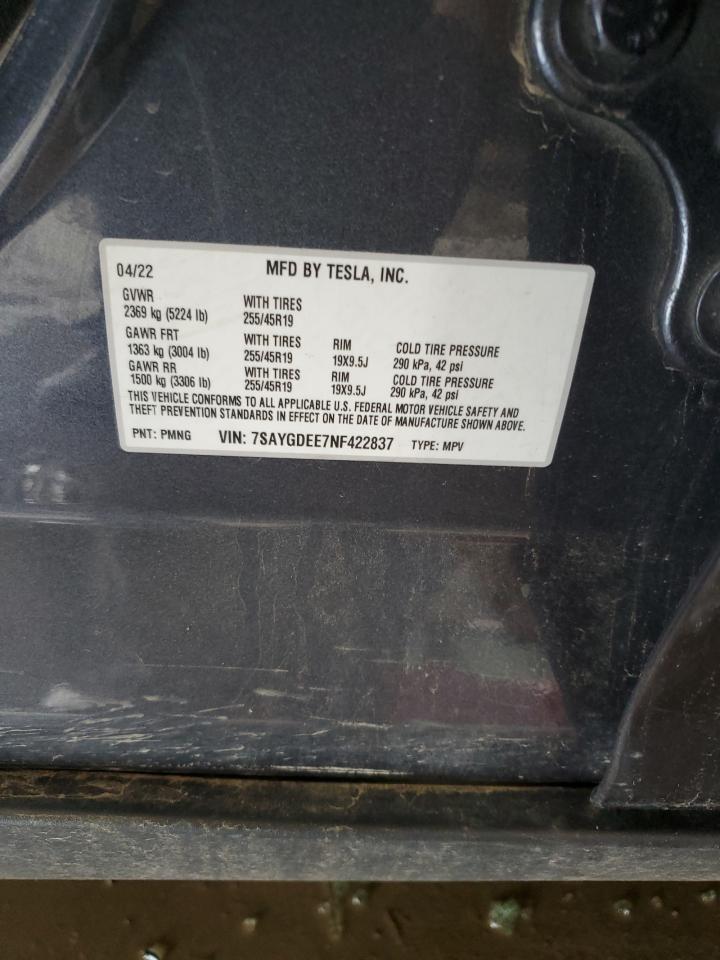 04/22 MFD BY TESLA, INC.
GVWR
2369 kg (5224 lb)
WITH TIRES
255/45R19
GAWR FRT
1363 kg (3004 lb)
WITH TIRES
255/45R19
RIM
19X9.5J
COLD TIRE PRESSURE
290 kPa, 42 psi
GAWR RR
1500 kg (3306 lb)
WITH TIRES
255/45R19
RIM
19X9.5J
COLD TIRE PRESSURE
290 kPa, 42 psi
THIS VEHICLE CONFORMS TO ALL APPLICABLE U.S. FEDERAL MOTOR VEHICLE SAFETY AND
THEFT PREVENTION STANDARDS IN EFFECT ON THE DATE OF MANUFACTURE SHOWN ABOVE.
PNT: PMNG VIN: 7SAYGDEE7NF422837 TYPE: MPV